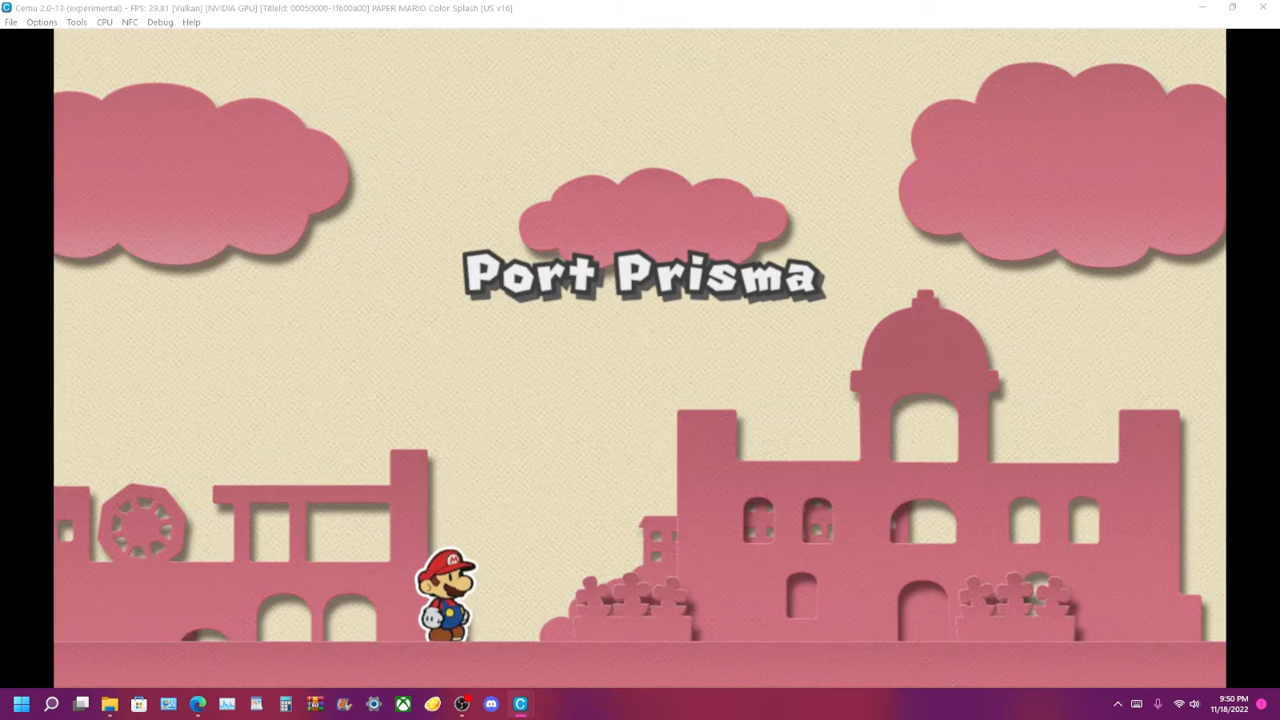 Cemu 2.0-13 (experimental) - FPS: 29.81 [Vulkan] [NVIDIA GPU] [TitleId: 00050000-1f600a00] PAPER MARIO Color Splash [US v16]
File Options Tools CPU NFC Debug Help
Port Prisma
M
9:50 PM
11/18/2022
1